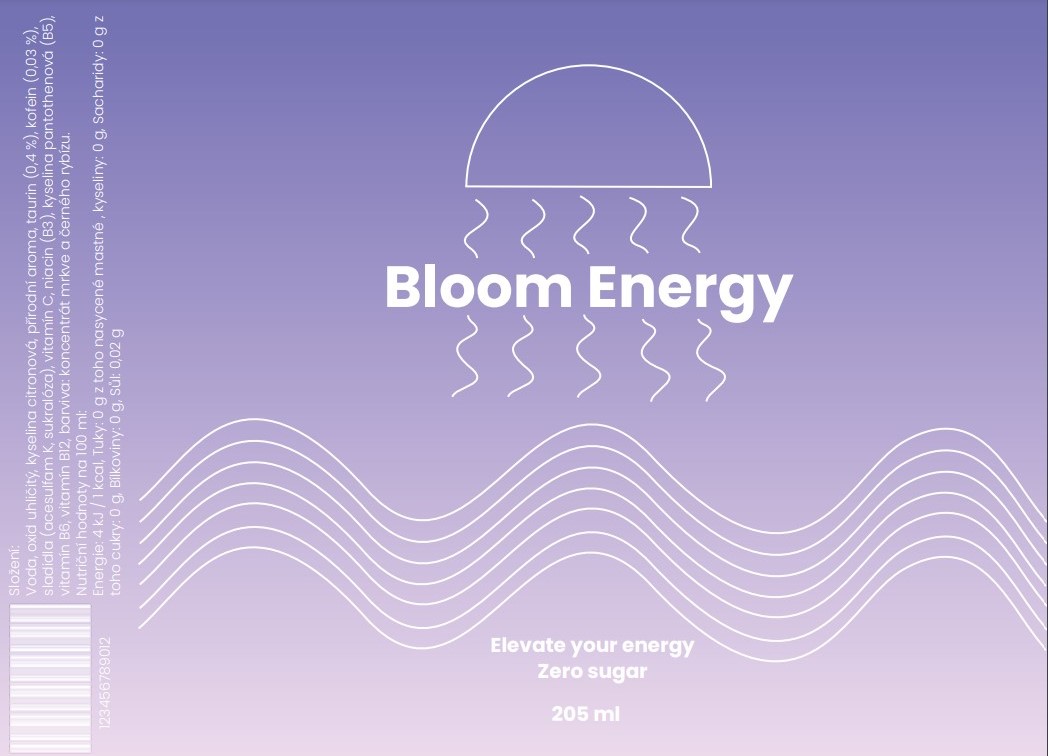 Bloom Energy
Elevate your energy
Zero sugar
205 ml
Složení:
Voda, oxid uhličitý, kyselina citronová, přírodní aroma, taurin (0,4 %), kofein (0,03 %),
sladidla (acesulfam K, sukralóza), vitamín C, niacin (B3), kyselina pantothenová (B5),
vitamín B6, vitamín B12, barviva: koncentrát mrkve a černého rybízu.
Nutriční hodnoty na 100 ml:
Energie: 4 kJ / 1 kcal, Tuky: 0 g z toho nasycené mastné , kyseliny: 0 g, Sacharidy: 0 g z
toho cukry: 0 g, Bílkoviny: 0 g, Sůl: 0,02 g
123456789012